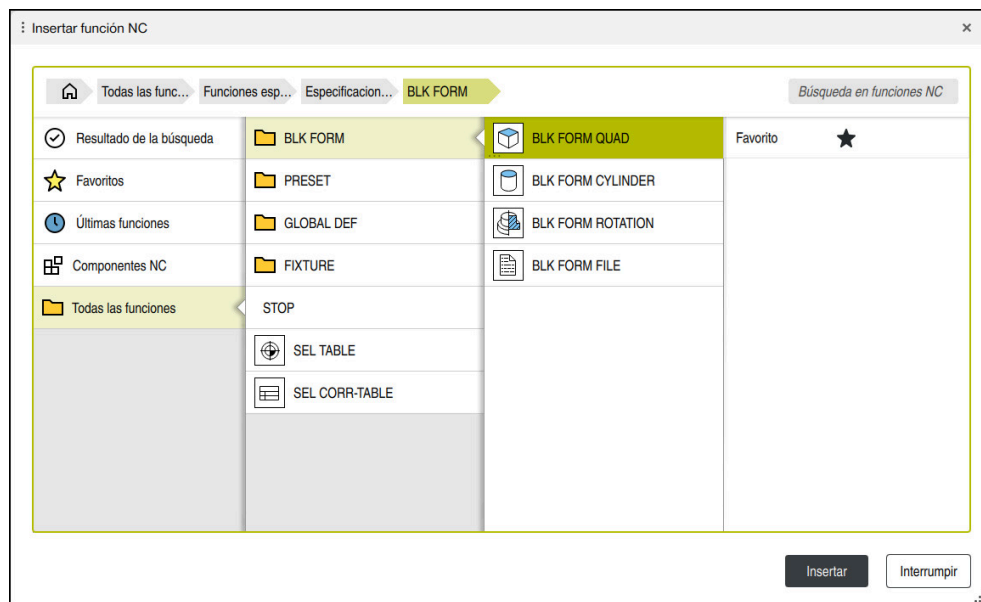 Insertar función NC
Todas las func... Funciones esp... Especificacion... BLK FORM Búsqueda en funciones NC
Resultado de la búsqueda
Favoritos
Últimas funciones
Componentes NC
Todas las funciones
BLK FORM
PRESET
GLOBAL DEF
FIXTURE
STOP
SEL TABLE
SEL CORR-TABLE
BLK FORM QUAD
BLK FORM CYLINDER
BLK FORM ROTATION
BLK FORM FILE
Favorito
Insertar Interrumpir